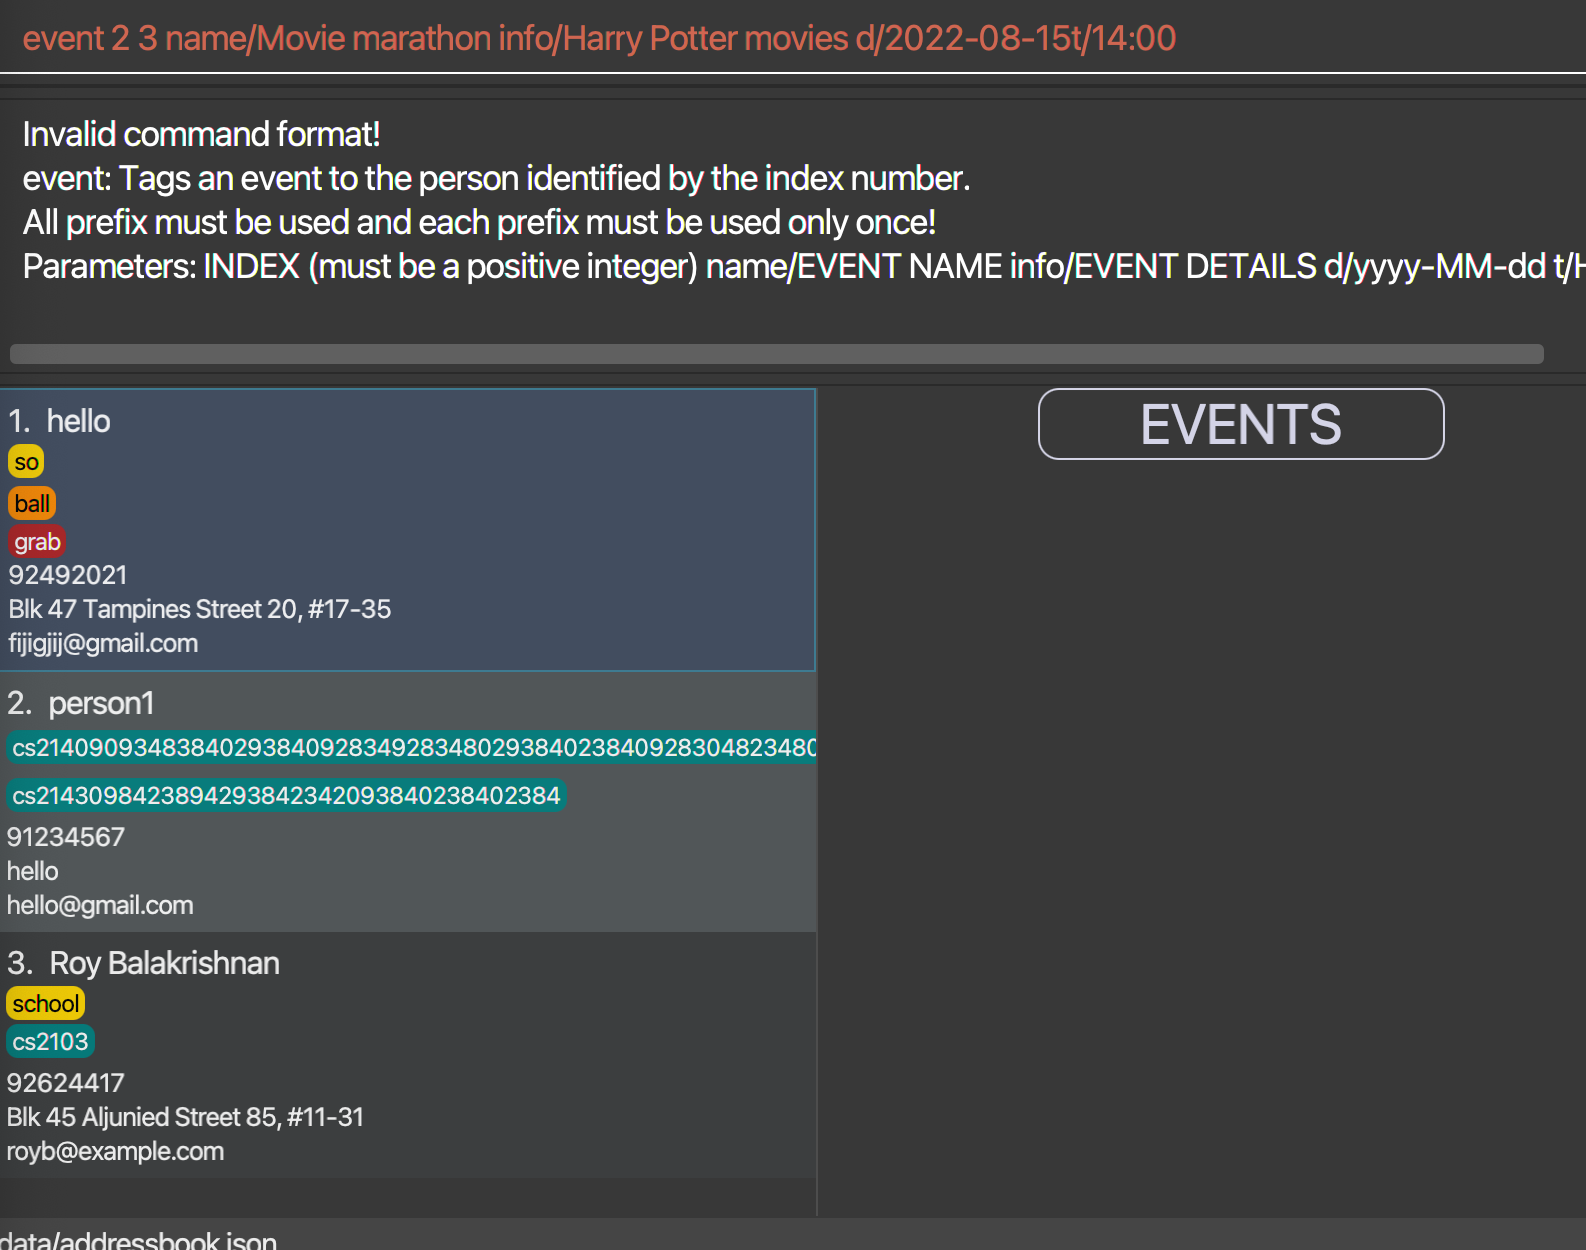 event 2 3 name/Movie marathon info/Harry Potter movies d/2022-08-15t/14:00
Invalid command format!
event: Tags an event to the person identified by the index number.
All prefix must be used and each prefix must be used only once!
Parameters: INDEX (must be a positive integer) name/EVENT NAME info/EVENT DETAILS d/yyyy-MM-dd t/H
1. hello
so
ball
grab
92492021
Blk 47 Tampines Street 20, #17-35
fijigjij@gmail.com
2. person1
cs2140909348384029384092834928348029384023840928304823480
cs2143098423894293842342093840238402384
91234567
hello
hello@gmail.com
3. Roy Balakrishnan
school
cs2103
92624417
Blk 45 Aljunied Street 85, #11-31
royb@example.com
EVENTS
data/addressbook.json